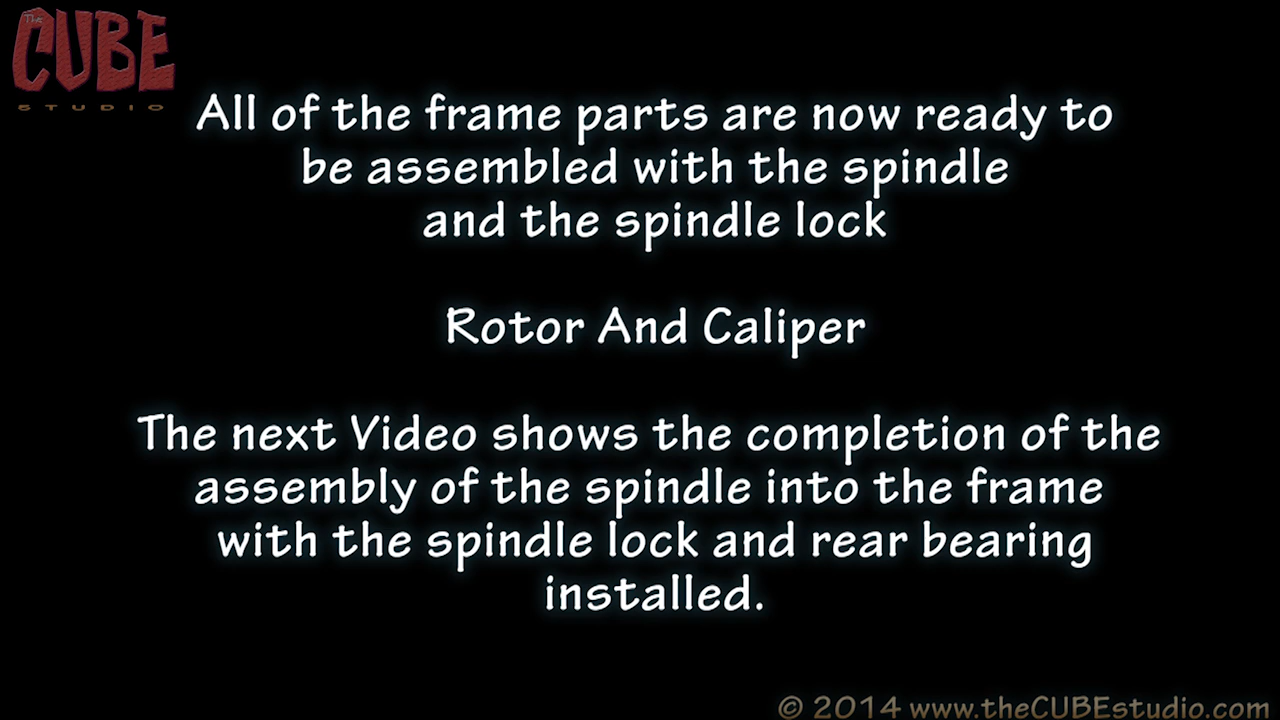 The
CUBE
STUDIO
All of the frame parts are now ready to
be assembled with the spindle
and the spindle lock
Rotor And Caliper
The next Video shows the completion of the
assembly of the spindle into the frame
with the spindle lock and rear bearing
installed.
© 2014 www.theCUBEstudio.com